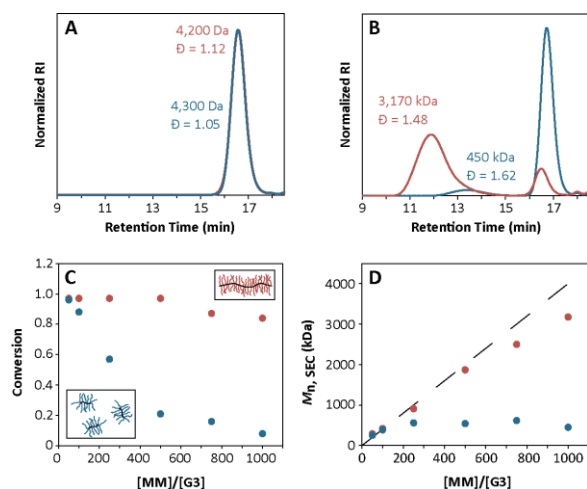 A
Normalized RI
4,200 Da
Đ = 1.12
4,300 Da
Đ = 1.05
9 11 13 15 17
Retention Time (min)
B
Normalized RI
3,170 kDa
Đ = 1.48
450 kDa
Đ = 1.62
9 11 13 15 17
Retention Time (min)
C
Conversion
1.2
1.0
0.8
0.6
0.4
0.2
0
0 200 400 600 800 1000
[MM]/[G3]
D
Mn, SEC (kDa)
4000
3000
2000
1000
0
0 200 400 600 800 1000
[MM]/[G3]